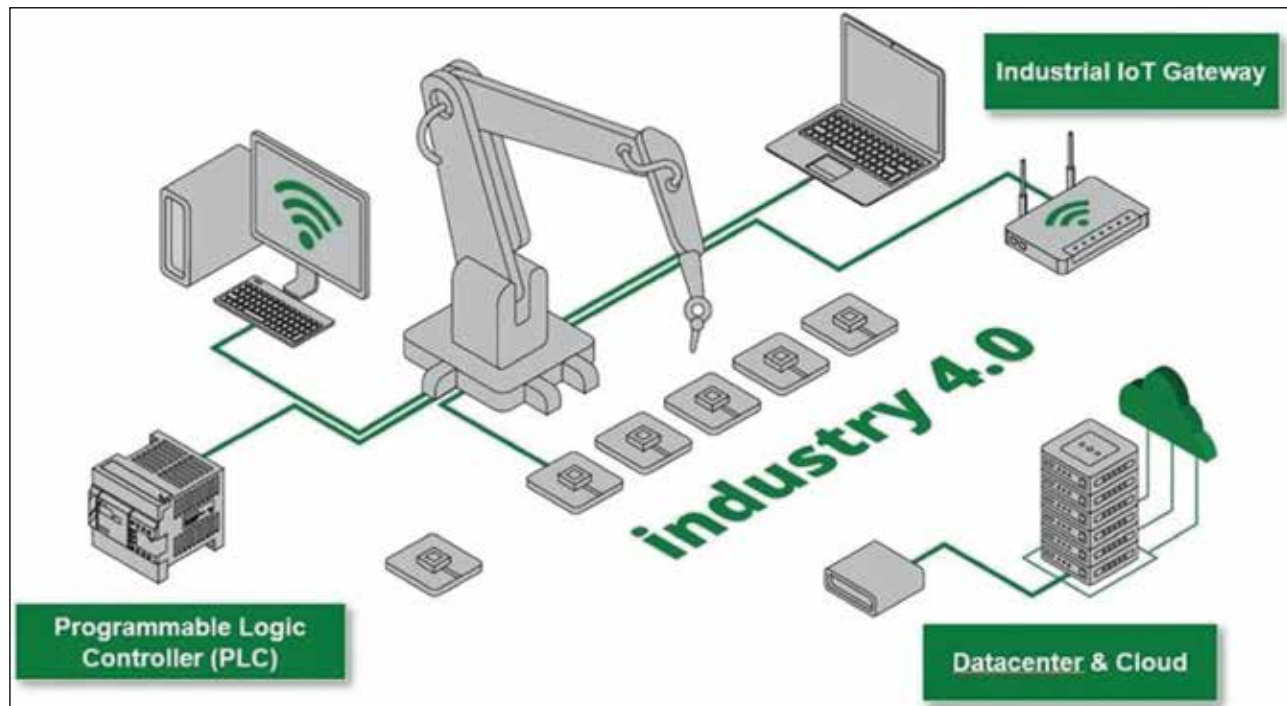 Industrial IoT Gateway
industry 4.0
Programmable Logic
Controller (PLC)
Datacenter & Cloud